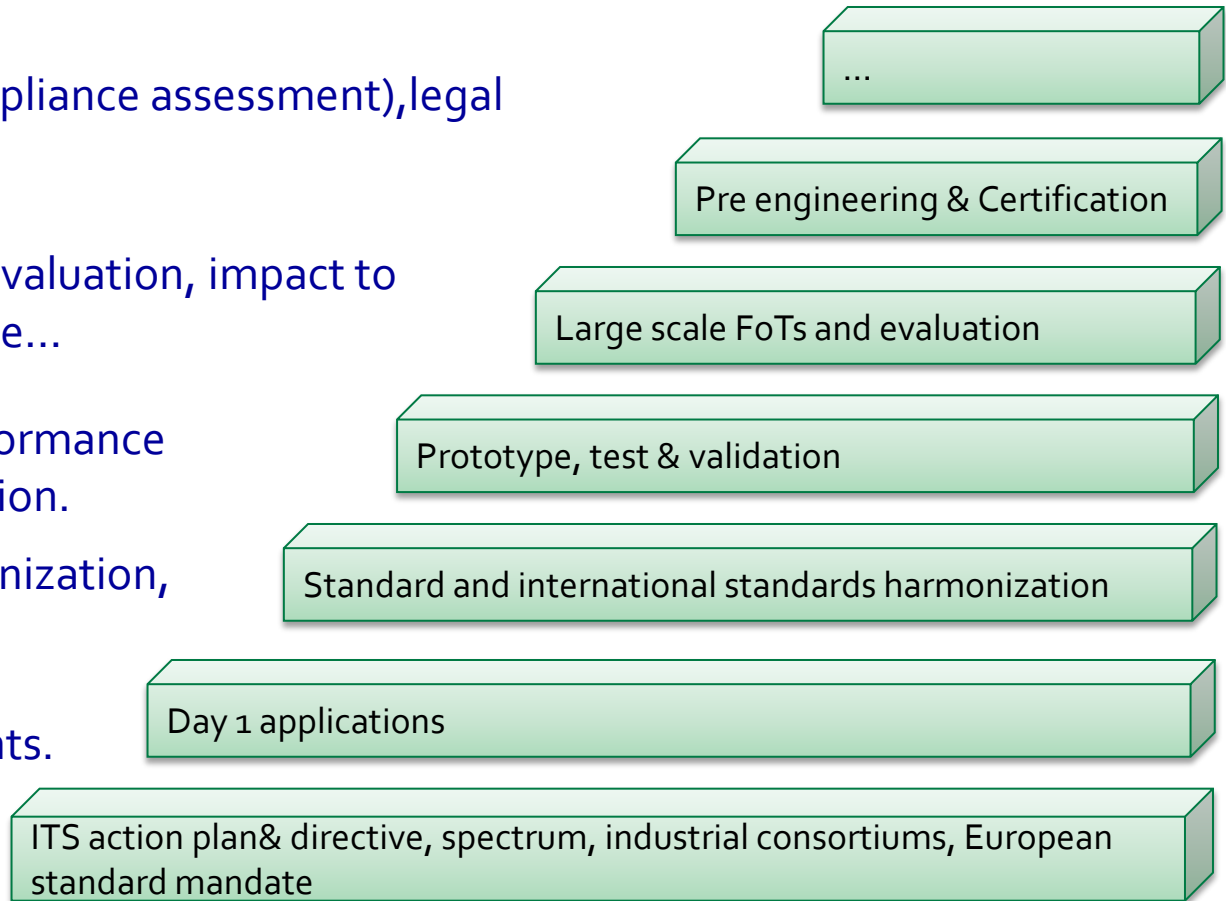 ...
pliance assessment),legal
Pre engineering & Certification
valuation, impact to
e...
Large scale FoTs and evaluation
ormance
ion.
Prototype, test & validation
nization,
Standard and international standards harmonization
Day 1 applications
nts.
ITS action plan& directive, spectrum, industrial consortiums, European
standard mandate